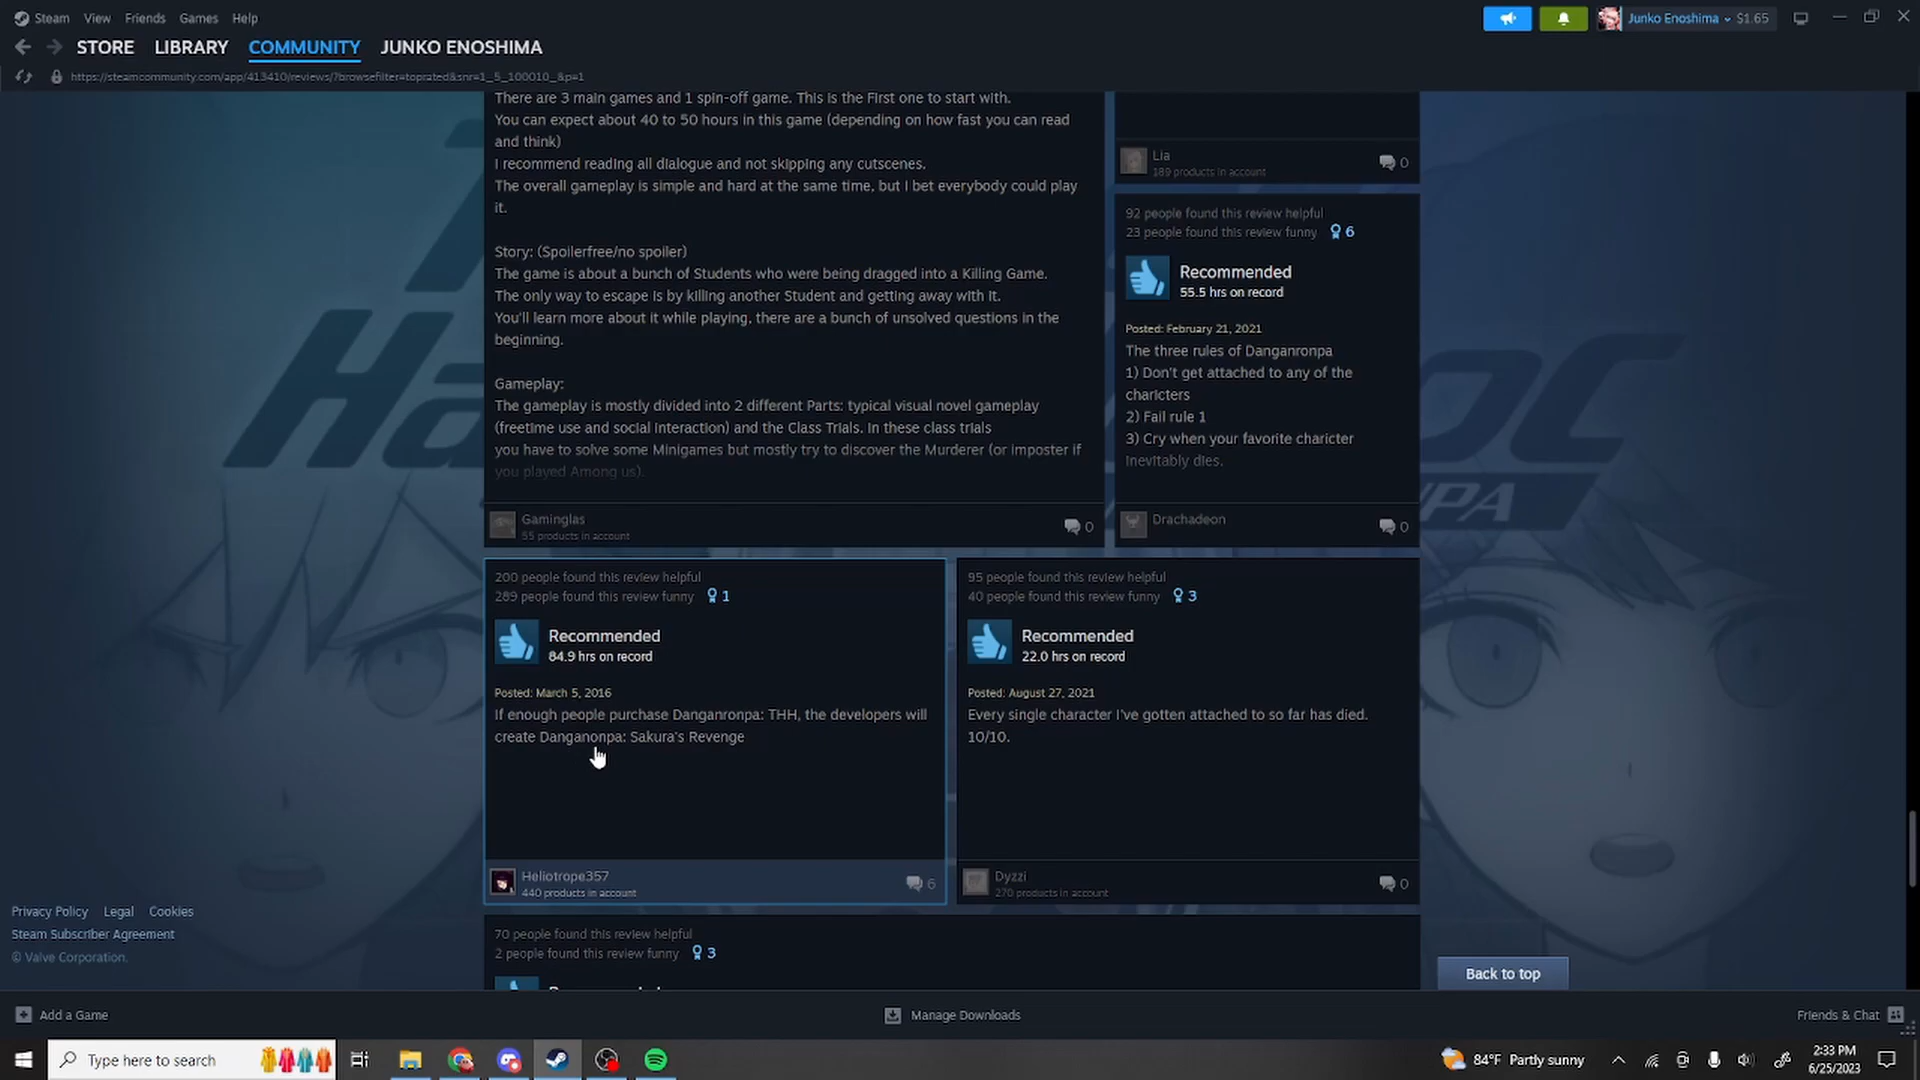 Steam View Friends Games Help
Junko Enoshima $1.65
STORE LIBRARY COMMUNITY JUNKO ENOSHIMA
https://steamcommunity.com/app/413410/reviews/?browsefilter=toprated&snr=1_5_100010_&p=1
There are 3 main games and 1 spin-off game. This is the First one to start with.
You can expect about 40 to 50 hours in this game (depending on how fast you can read
and think)
I recommend reading all dialogue and not skipping any cutscenes.
The overall gameplay is simple and hard at the same time, but I bet everybody could play
it.
Story: (Spoilerfree/no spoiler)
The game is about a bunch of Students who were being dragged into a Killing Game.
The only way to escape is by killing another Student and getting away with it.
You'll learn more about it while playing, there are a bunch of unsolved questions in the
beginning.
Gameplay:
The gameplay is mostly divided into 2 different Parts: typical visual novel gameplay
(freetime use and social interaction) and the Class Trials. In these class trials
you have to solve some Minigames but mostly try to discover the Murderer (or imposter if
you played Among us).
Gaminglas
55 products in account
0
Lia
189 products in account
0
92 people found this review helpful
23 people found this review funny 6
Recommended
55.5 hrs on record
Posted: February 21, 2021
The three rules of Danganronpa
1) Don't get attached to any of the
charicters
2) Fail rule 1
3) Cry when your favorite charicter
inevitably dies.
Drachadeon
0
200 people found this review helpful
289 people found this review funny 1
Recommended
84.9 hrs on record
Posted: March 5, 2016
If enough people purchase Danganronpa: THH, the developers will
create Danganonpa: Sakura's Revenge
Heliotrope357
440 products in account
6
95 people found this review helpful
40 people found this review funny 3
Recommended
22.0 hrs on record
Posted: August 27, 2021
Every single character I've gotten attached to so far has died.
10/10.
Dyzzi
270 products in account
0
70 people found this review helpful
2 people found this review funny 3
Privacy Policy Legal Cookies
Steam Subscriber Agreement
© Valve Corporation.
Back to top
Add a Game
Manage Downloads
Friends & Chat
Type here to search
84°F Partly sunny
2:33 PM
6/25/2023